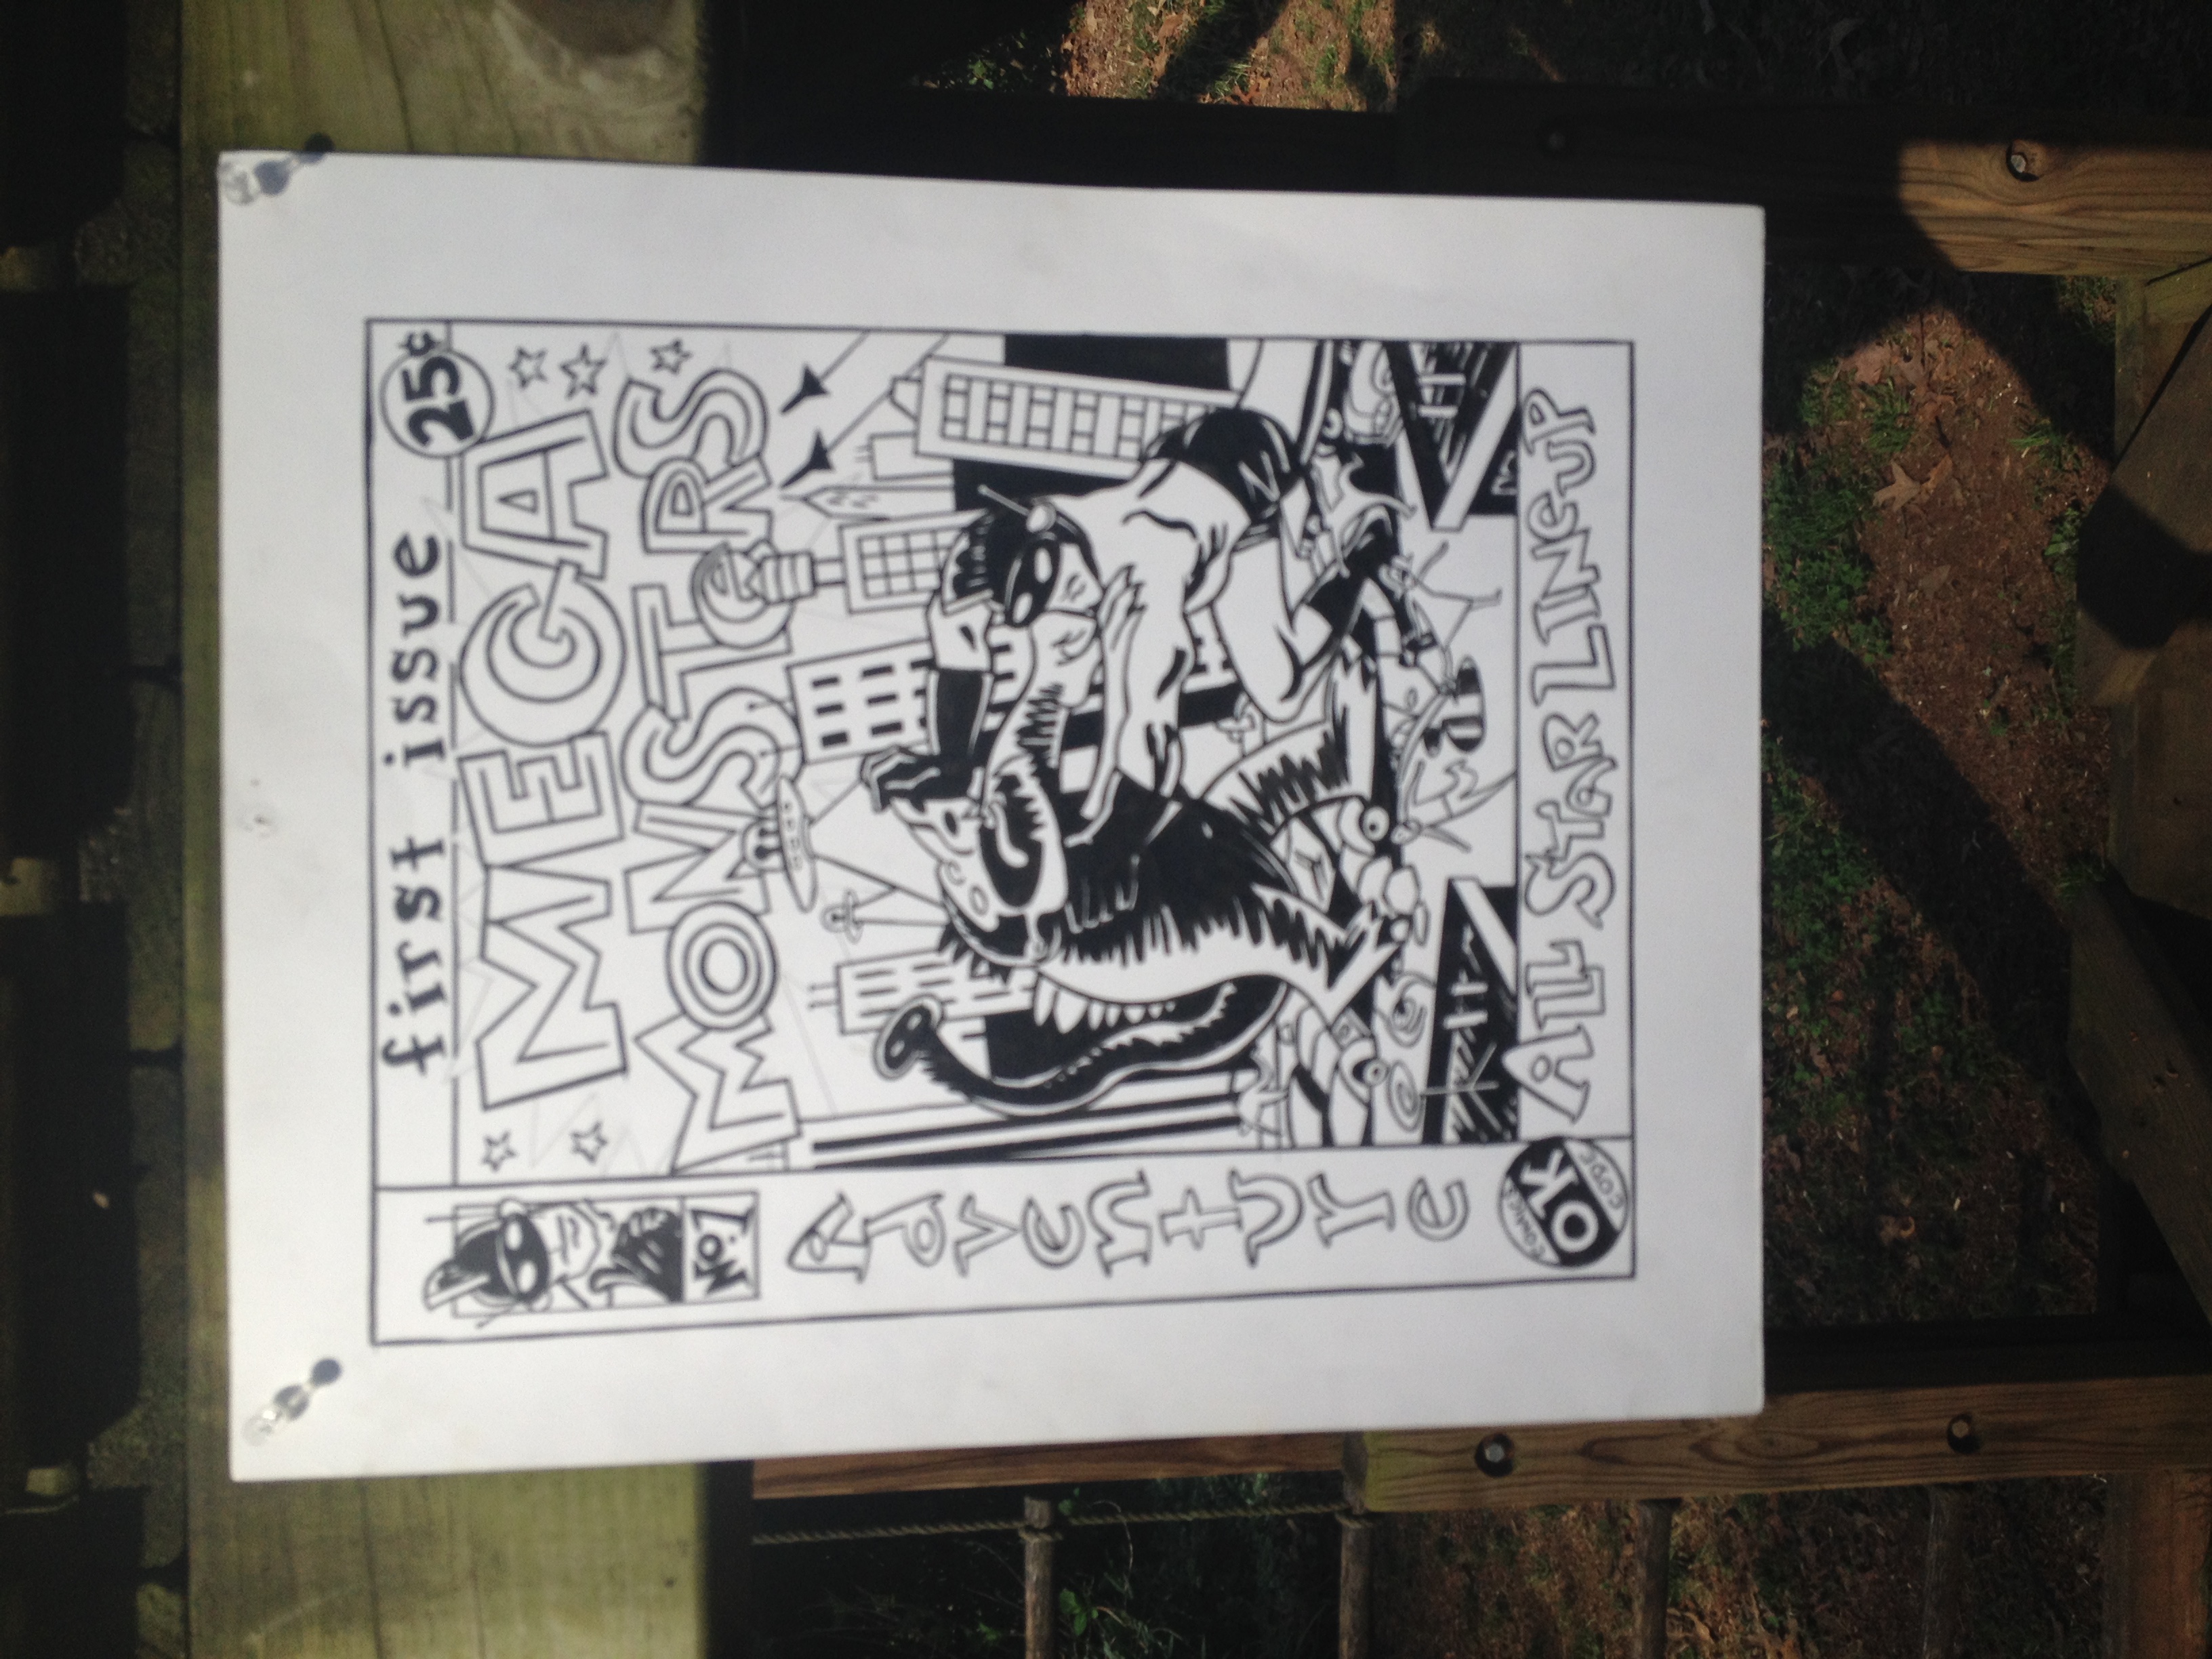 first issue
25¢
MEGA
MONSTeRS
No. 1
Adventure
COMICS
OK
CODE
ALL STAR LINeUP